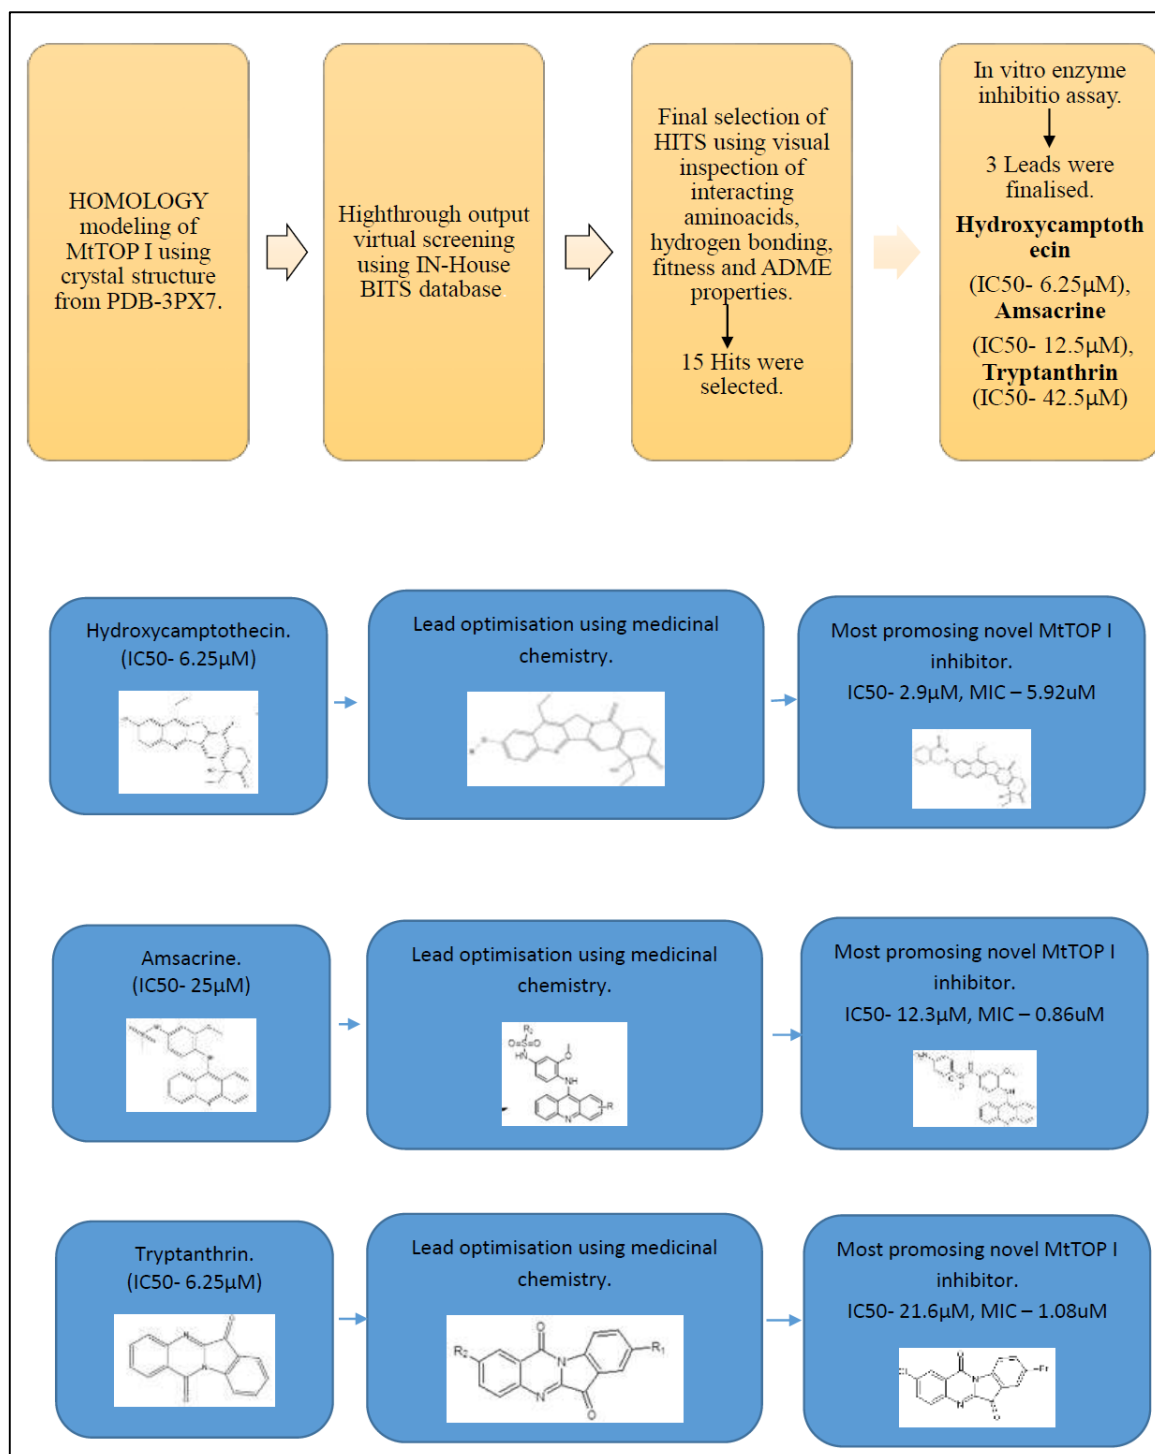 HOMOLOGY
modeling of
MtTOP I using
crystal structure
from PDB-3PX7.
Highthrough output
virtual screening
using IN-House
BITS database.
Final selection of
HITS using visual
inspection of
interacting
aminoacids,
hydrogen bonding,
fitness and ADME
properties.
15 Hits were
selected.
In vitro enzyme
inhibitio assay.
3 Leads were
finalised.
Hydroxycamptoth
ecin
(IC50- 6.25µM),
Amsacrine
(IC50- 12.5µM),
Tryptanthrin
(IC50- 42.5µM)
Hydroxycamptothecin.
(IC50- 6.25µM)
Lead optimisation using medicinal
chemistry.
Most promosing novel MtTOP I
inhibitor.
IC50- 2.9µM, MIC – 5.92uM
Amsacrine.
(IC50- 25µM)
Lead optimisation using medicinal
chemistry.
R2
O=S=O
HN
O
NH
N
R
Most promosing novel MtTOP I
inhibitor.
IC50- 12.3µM, MIC – 0.86uM
Tryptanthrin.
(IC50- 6.25µM)
N
O
N
Lead optimisation using medicinal
chemistry.
O
R2
N
R1
N
O
Most promosing novel MtTOP I
inhibitor.
IC50- 21.6µM, MIC – 1.08uM
O
Cl
N
N
O